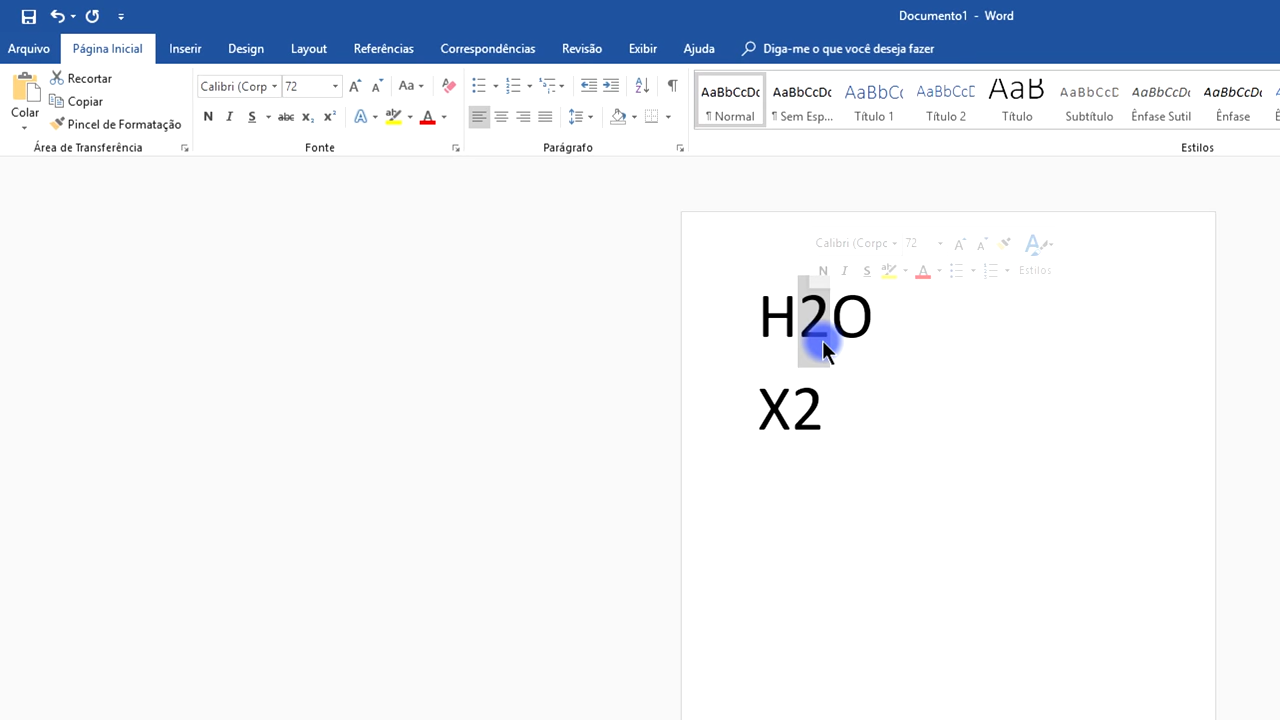 Documento1 - Word
Arquivo Página Inicial Inserir Design Layout Referências Correspondências Revisão Exibir Ajuda Diga-me o que você deseja fazer
Colar
Recortar
Copiar
Pincel de Formatação
Área de Transferência
Calibri (Corp 72 Aa
N I S abc x₂ x² A A
Fonte
Parágrafo
AaBbCcDc AaBbCcDc AaBbCc AaBbCcD AaB AaBbCcD AaBbCcDc AaBbCcDc
¶ Normal ¶ Sem Esp... Título 1 Título 2 Título Subtítulo Ênfase Sutil Ênfase
Estilos
Calibri (Corpc 72
N I S A Estilos
H2O
X2